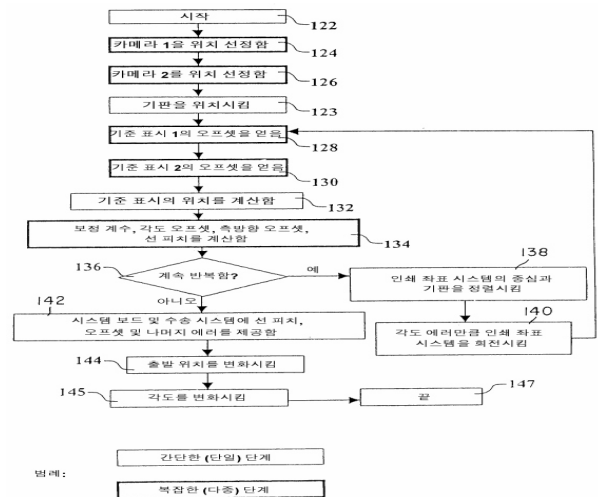 시작
122
카메라 1을 위치 선정함
124
카메라 2를 위치 선정함
126
기판을 위치시킴
123
기준 표시 1의 오프셋을 얻음
128
기준 표시 2의 오프셋을 얻음
130
기준 표시의 위치를 계산함
132
보정 계수, 각도 오프셋, 측방향 오프셋,
선 피치를 계산함
134
136
계속 반복함?
예
138
인쇄 좌표 시스템의 중심과
기판을 정렬시킴
아니오
140
각도 에러만큼 인쇄 좌표
시스템을 회전시킴
142
시스템 보드 및 수송 시스템에 선 피치,
오프셋 및 나머지 에러를 제공함
144
출발 위치를 변화시킴
145
각도를 변화시킴
147
끝
범례:
간단한 (단일) 단계
복잡한 (다중) 단계